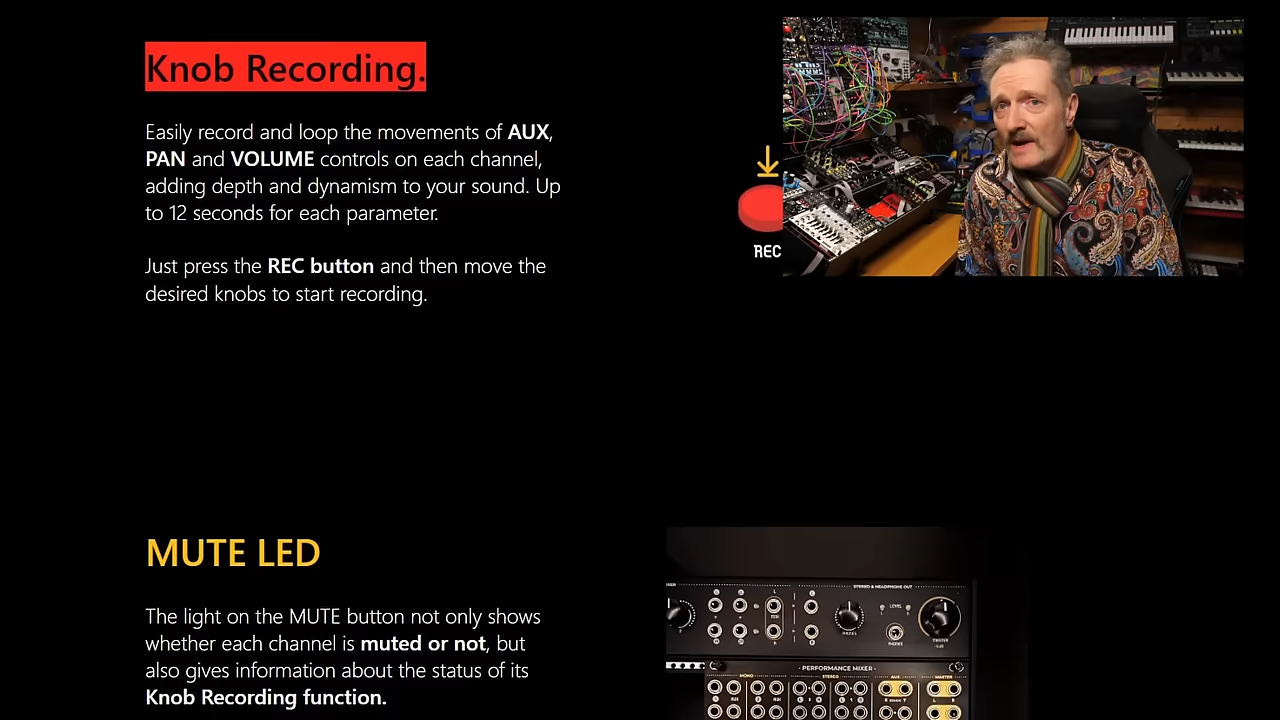 Knob Recording.
Easily record and loop the movements of AUX,
PAN and VOLUME controls on each channel,
adding depth and dynamism to your sound. Up
to 12 seconds for each parameter.
Just press the REC button and then move the
desired knobs to start recording.
REC
MUTE LED
The light on the MUTE button not only shows
whether each channel is muted or not, but
also gives information about the status of its
Knob Recording function.
STEREO & HEADPHONE OUT
LEVEL
PHONES
· PERFORMANCE MIXER ·
MONO
STEREO
AUX
MASTER